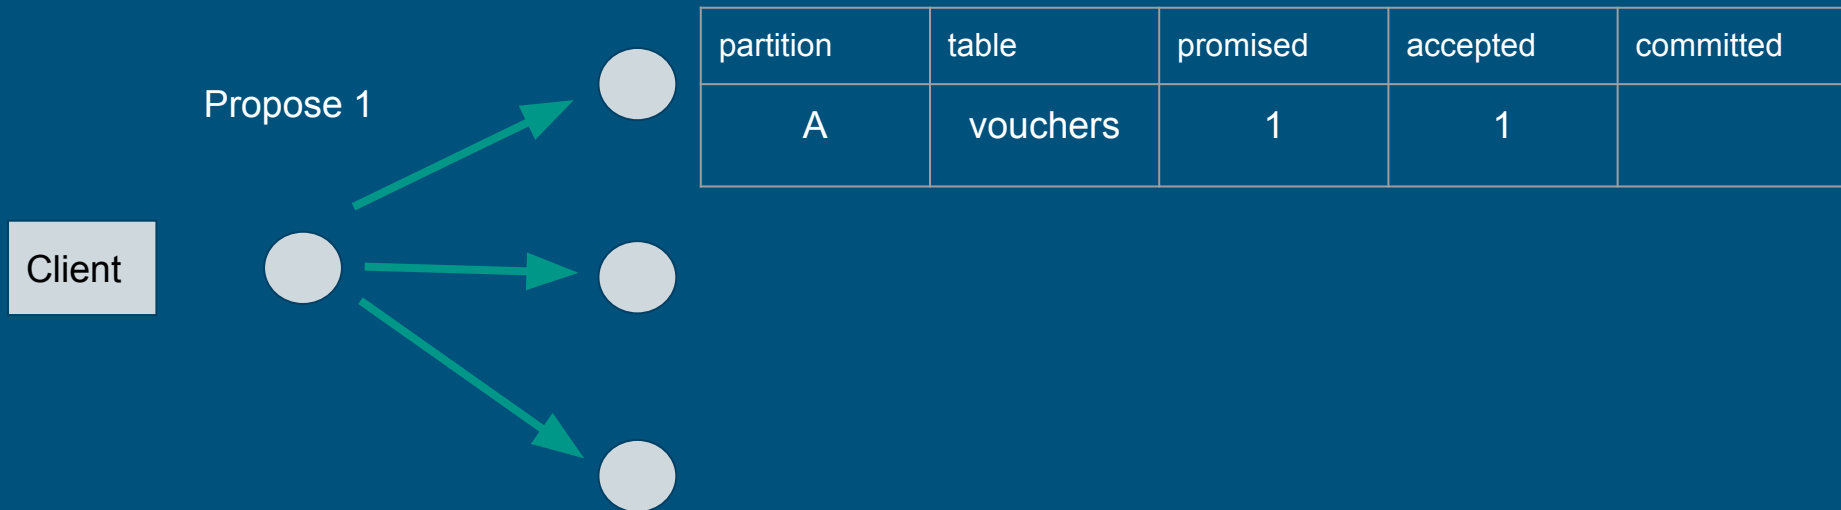 partition table promised accepted committed
Propose 1
A vouchers 1 1
Client